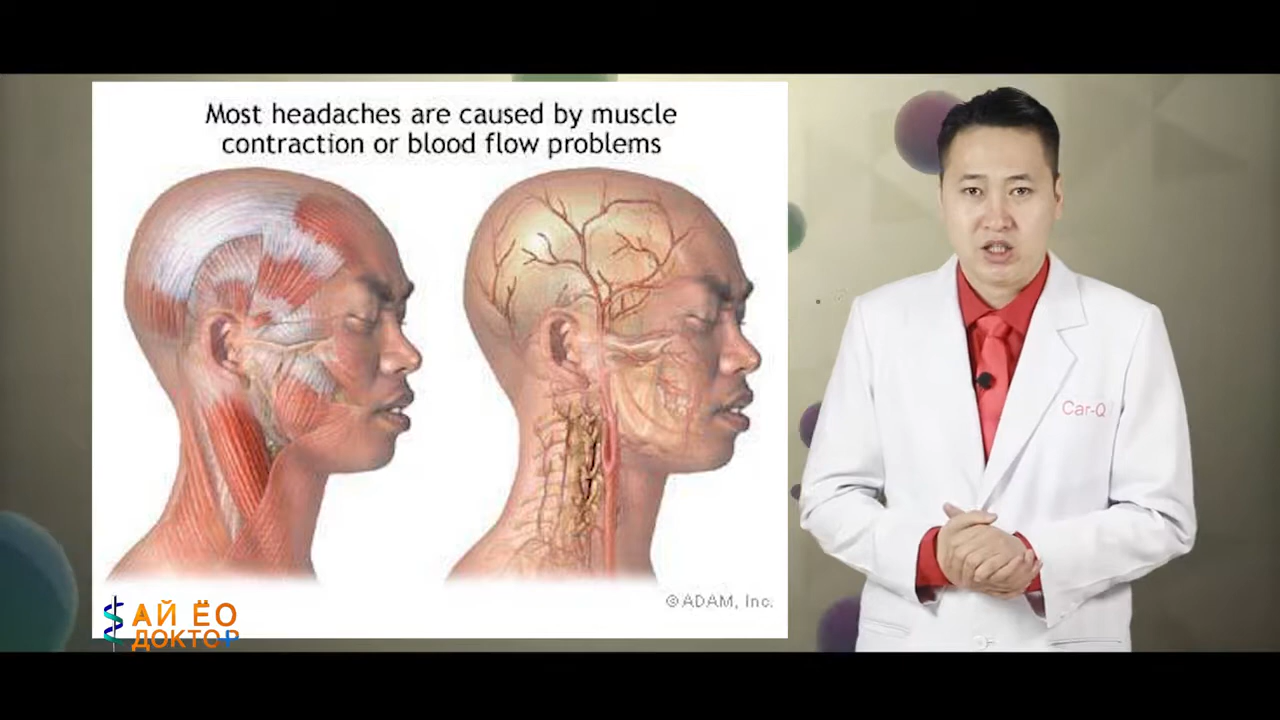 Most headaches are caused by muscle
contraction or blood flow problems
©ADAM, Inc.
АЙ ЁО
ДОКТОР
Car-Q